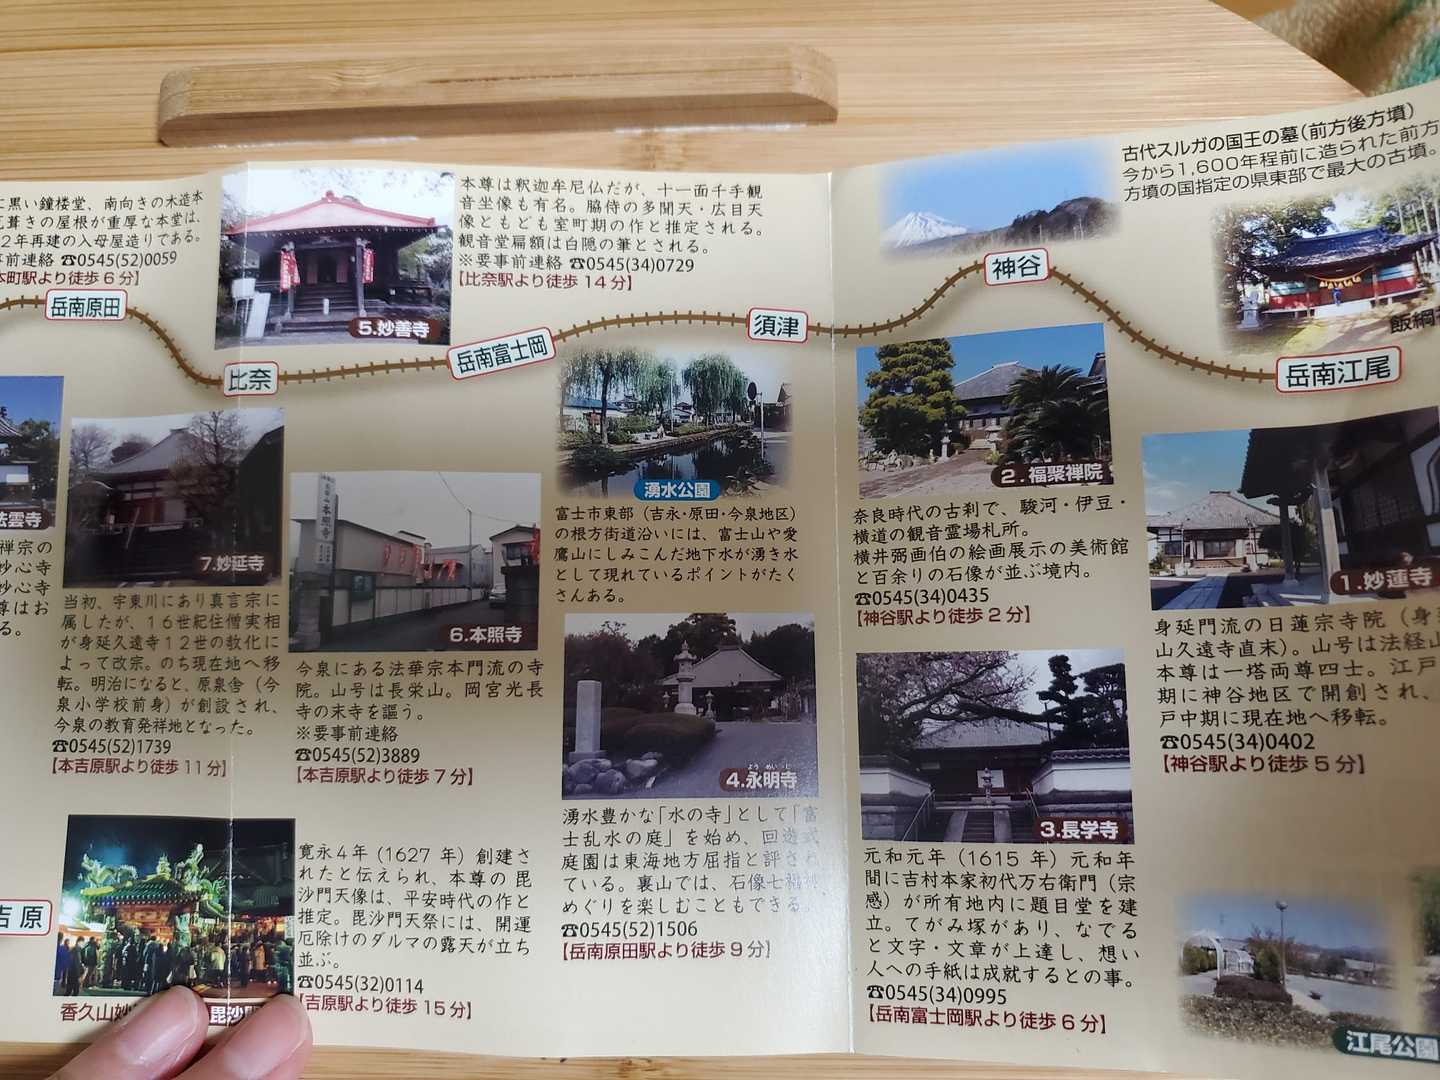 に黒い鐘楼堂、南向きの木造本
瓦葺きの屋根が重厚な本堂は、
2年再建の入母屋造りである。
事前連絡 ☎0545(52)0059
本町駅より徒歩6分】
岳南原田
比奈
岳南富士岡
須津
神谷
岳南江尾
5.妙善寺
本尊は釈迦牟尼仏だが、十一面千手観
音坐像も有名。脇侍の多聞天・広目天
像ともども室町期の作と推定される。
観音堂扁額は白隠の筆とされる。
※要事前連絡 ☎0545(34)0729
【比奈駅より徒歩14分】
古代スルガの国王の墓(前方後方墳)
今から1,600年程前に造られた前方
方墳の国指定の県東部で最大の古墳。
法雲寺
禅宗の
妙心寺
妙心寺
尊はお
る。
7.妙延寺
当初、宇東川にあり真言宗に
属したが、16世紀住僧実相
が身延久遠寺12世の教化に
よって改宗。のち現在地へ移
転。明治になると、原泉舎(今
泉小学校前身)が創設され、
今泉の教育発祥地となった。
☎0545(52)1739
【本吉原駅より徒歩11分】
本照寺
6.本照寺
今泉にある法華宗本門流の寺
院。山号は長栄山。岡宮光長
寺の末寺を謳う。
※要事前連絡
☎0545(52)3889
【本吉原駅より徒歩7分】
湧水公園
富士市東部(吉永・原田・今泉地区)
の根方街道沿いには、富士山や愛
鷹山にしみこんだ地下水が湧き水
として現れているポイントがたく
さんある。
4.永明寺
ようめいじ
湧水豊かな「水の寺」として「富
士乱水の庭」を始め、回遊式
庭園は東海地方屈指と評され
ている。裏山では、石像七福神
めぐりを楽しむこともできる。
☎0545(52)1506
【岳南原田駅より徒歩9分】
2.福聚禅院
奈良時代の古刹で、駿河・伊豆・
横道の観音霊場札所。
横井弼画伯の絵画展示の美術館
と百余りの石像が並ぶ境内。
☎0545(34)0435
【神谷駅より徒歩2分】
3.長学寺
元和元年(1615年)元和年
間に吉村本家初代万右衛門(宗
感)が所有地内に題目堂を建
立。てがみ塚があり、なでる
と文字・文章が上達し、想い
人への手紙は成就するとの事。
☎0545(34)0995
【岳南富士岡駅より徒歩6分】
飯綱
1.妙蓮寺
身延門流の日蓮宗寺院(身
山久遠寺直末)。山号は法経山
本尊は一塔両尊四士。江戸
期に神谷地区で開創され、
戸中期に現在地へ移転。
☎0545(34)0402
【神谷駅より徒歩5分】
江尾公園
吉原
寛永4年(1627年)創建さ
れたと伝えられ、本尊の毘
沙門天像は、平安時代の作と
推定。毘沙門天祭には、開運
厄除けのダルマの露天が立ち
並ぶ。
☎0545(32)0114
【吉原駅より徒歩15分】
香久山妙
毘沙門